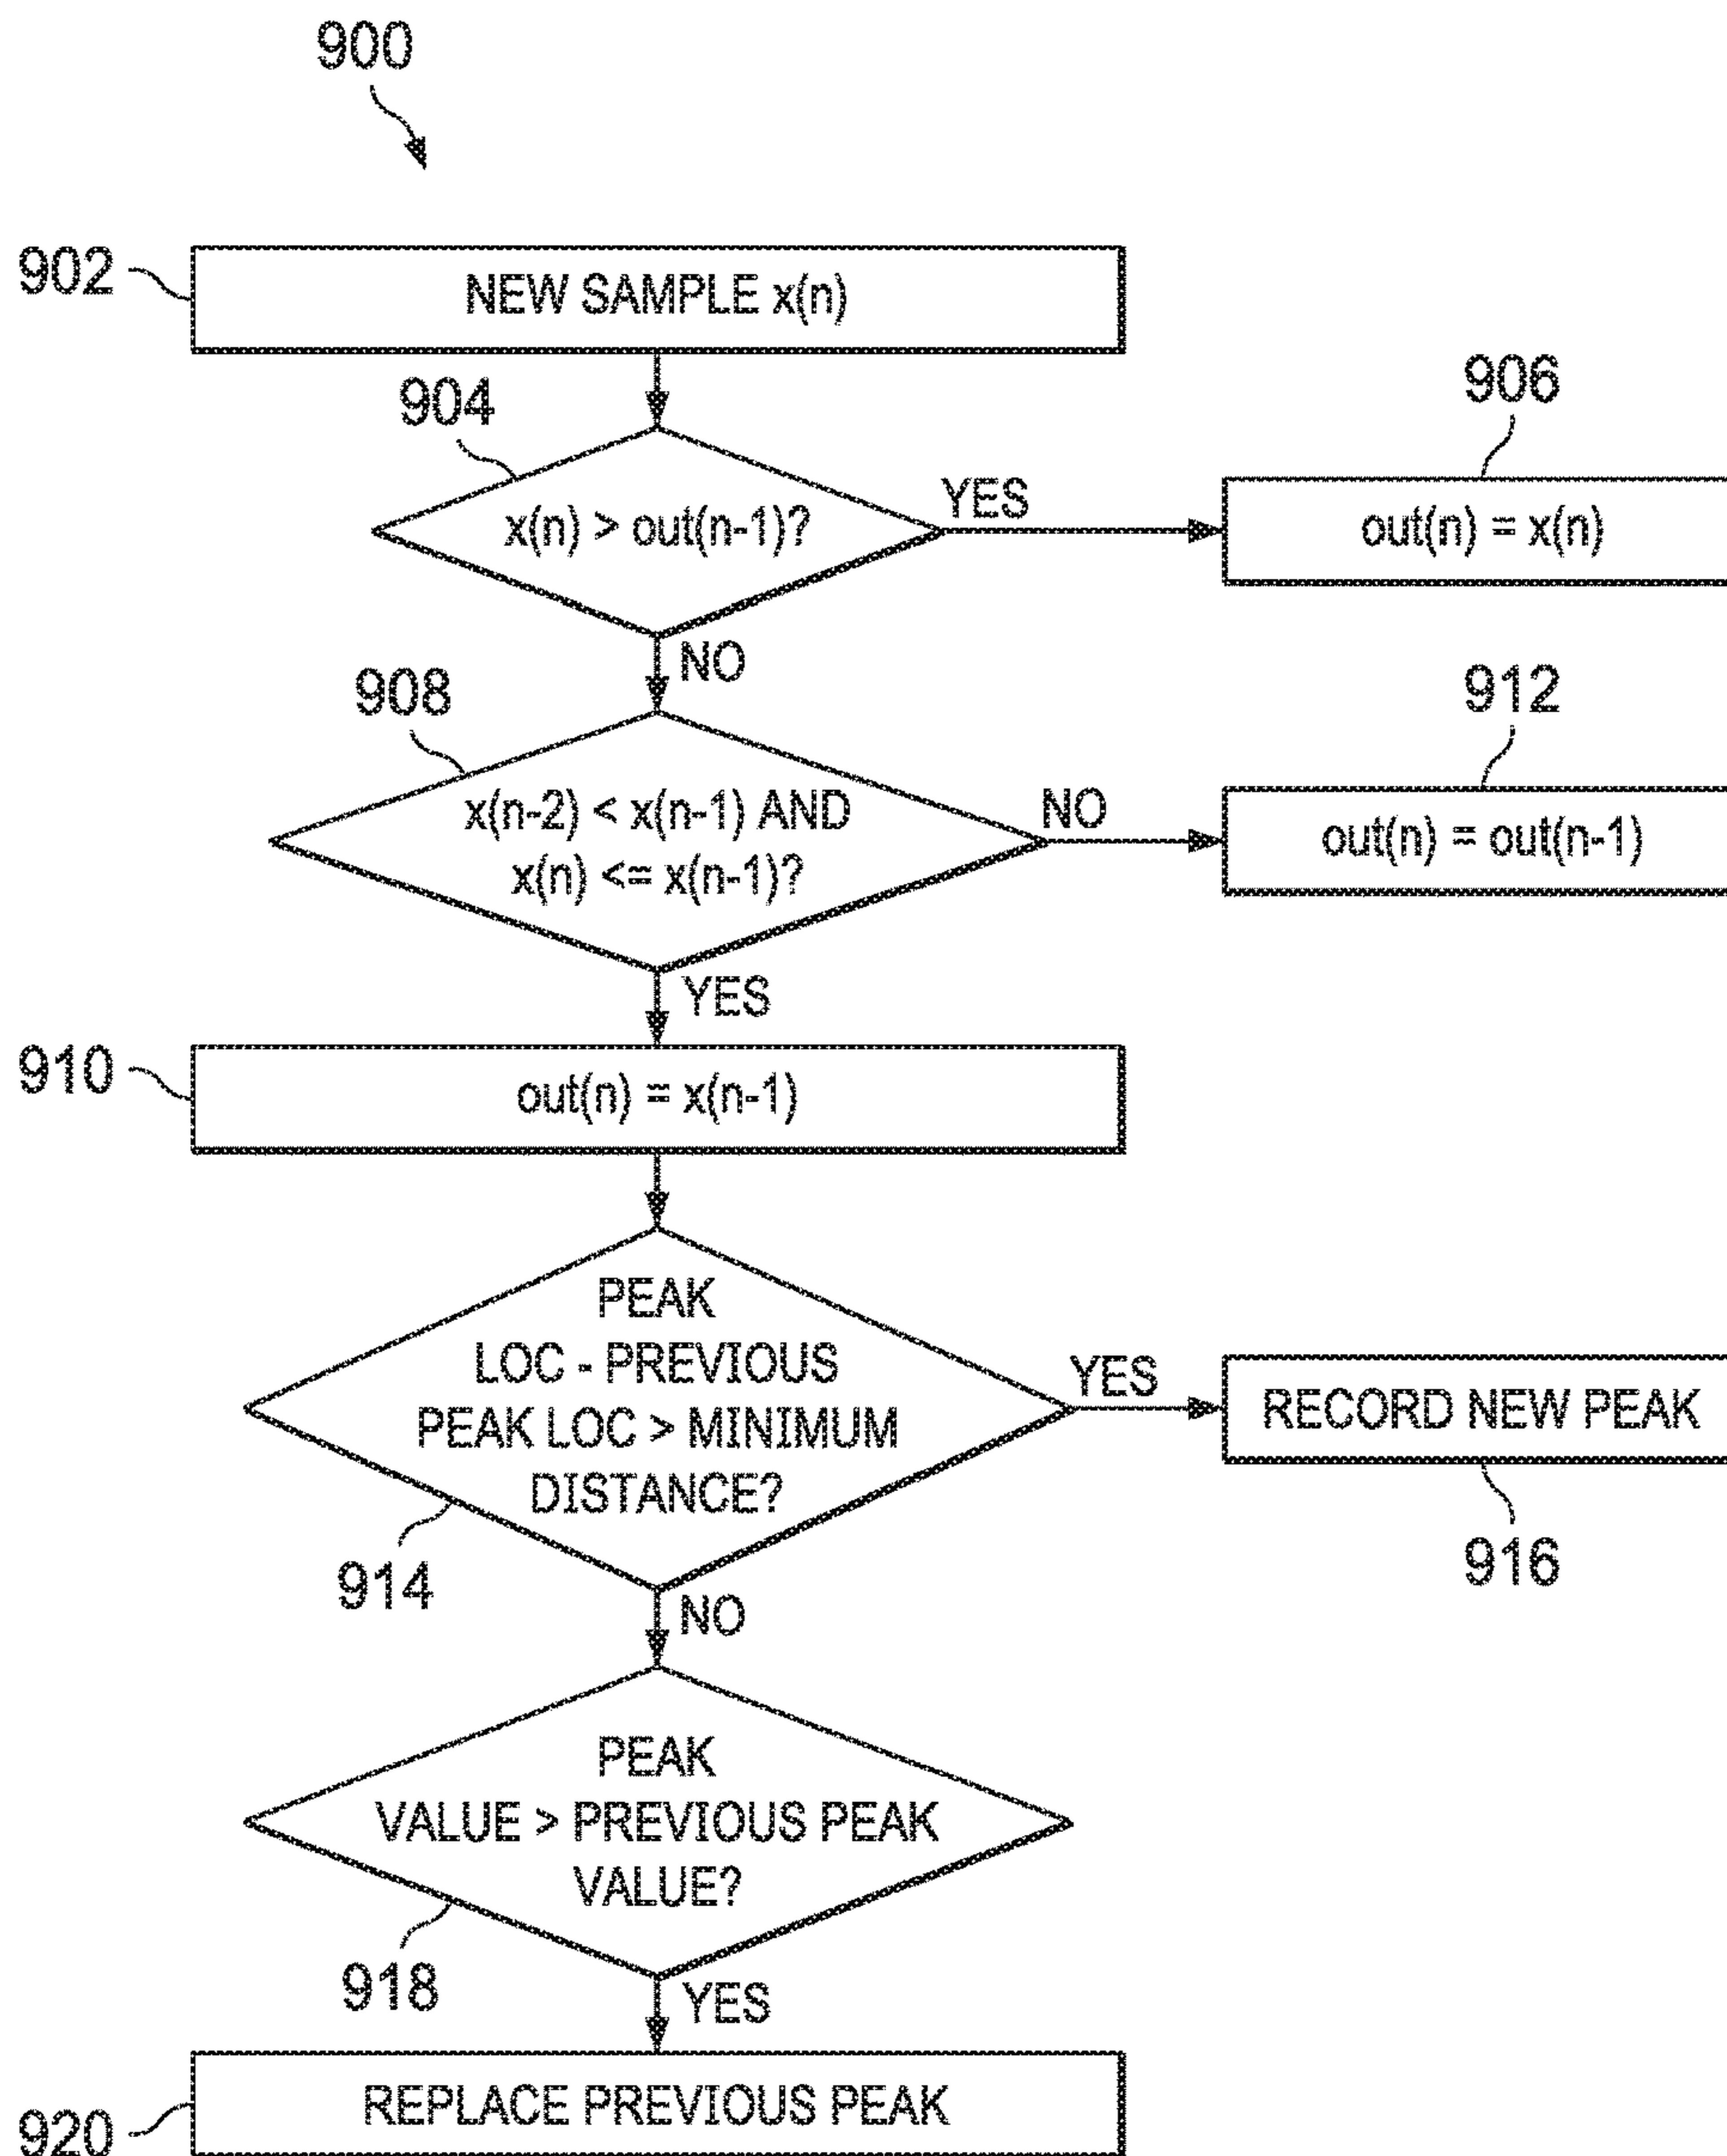 900
902
NEW SAMPLE x(n)
904
906
x(n) > out(n-1)?
YES
out(n) = x(n)
NO
908
912
x(n-2) < x(n-1) AND
x(n) <= x(n-1)?
NO
out(n) = out(n-1)
YES
910
out(n) = x(n-1)
PEAK
LOC - PREVIOUS
PEAK LOC > MINIMUM
DISTANCE?
YES
RECORD NEW PEAK
914
916
NO
PEAK
VALUE > PREVIOUS PEAK
VALUE?
918
YES
920
REPLACE PREVIOUS PEAK